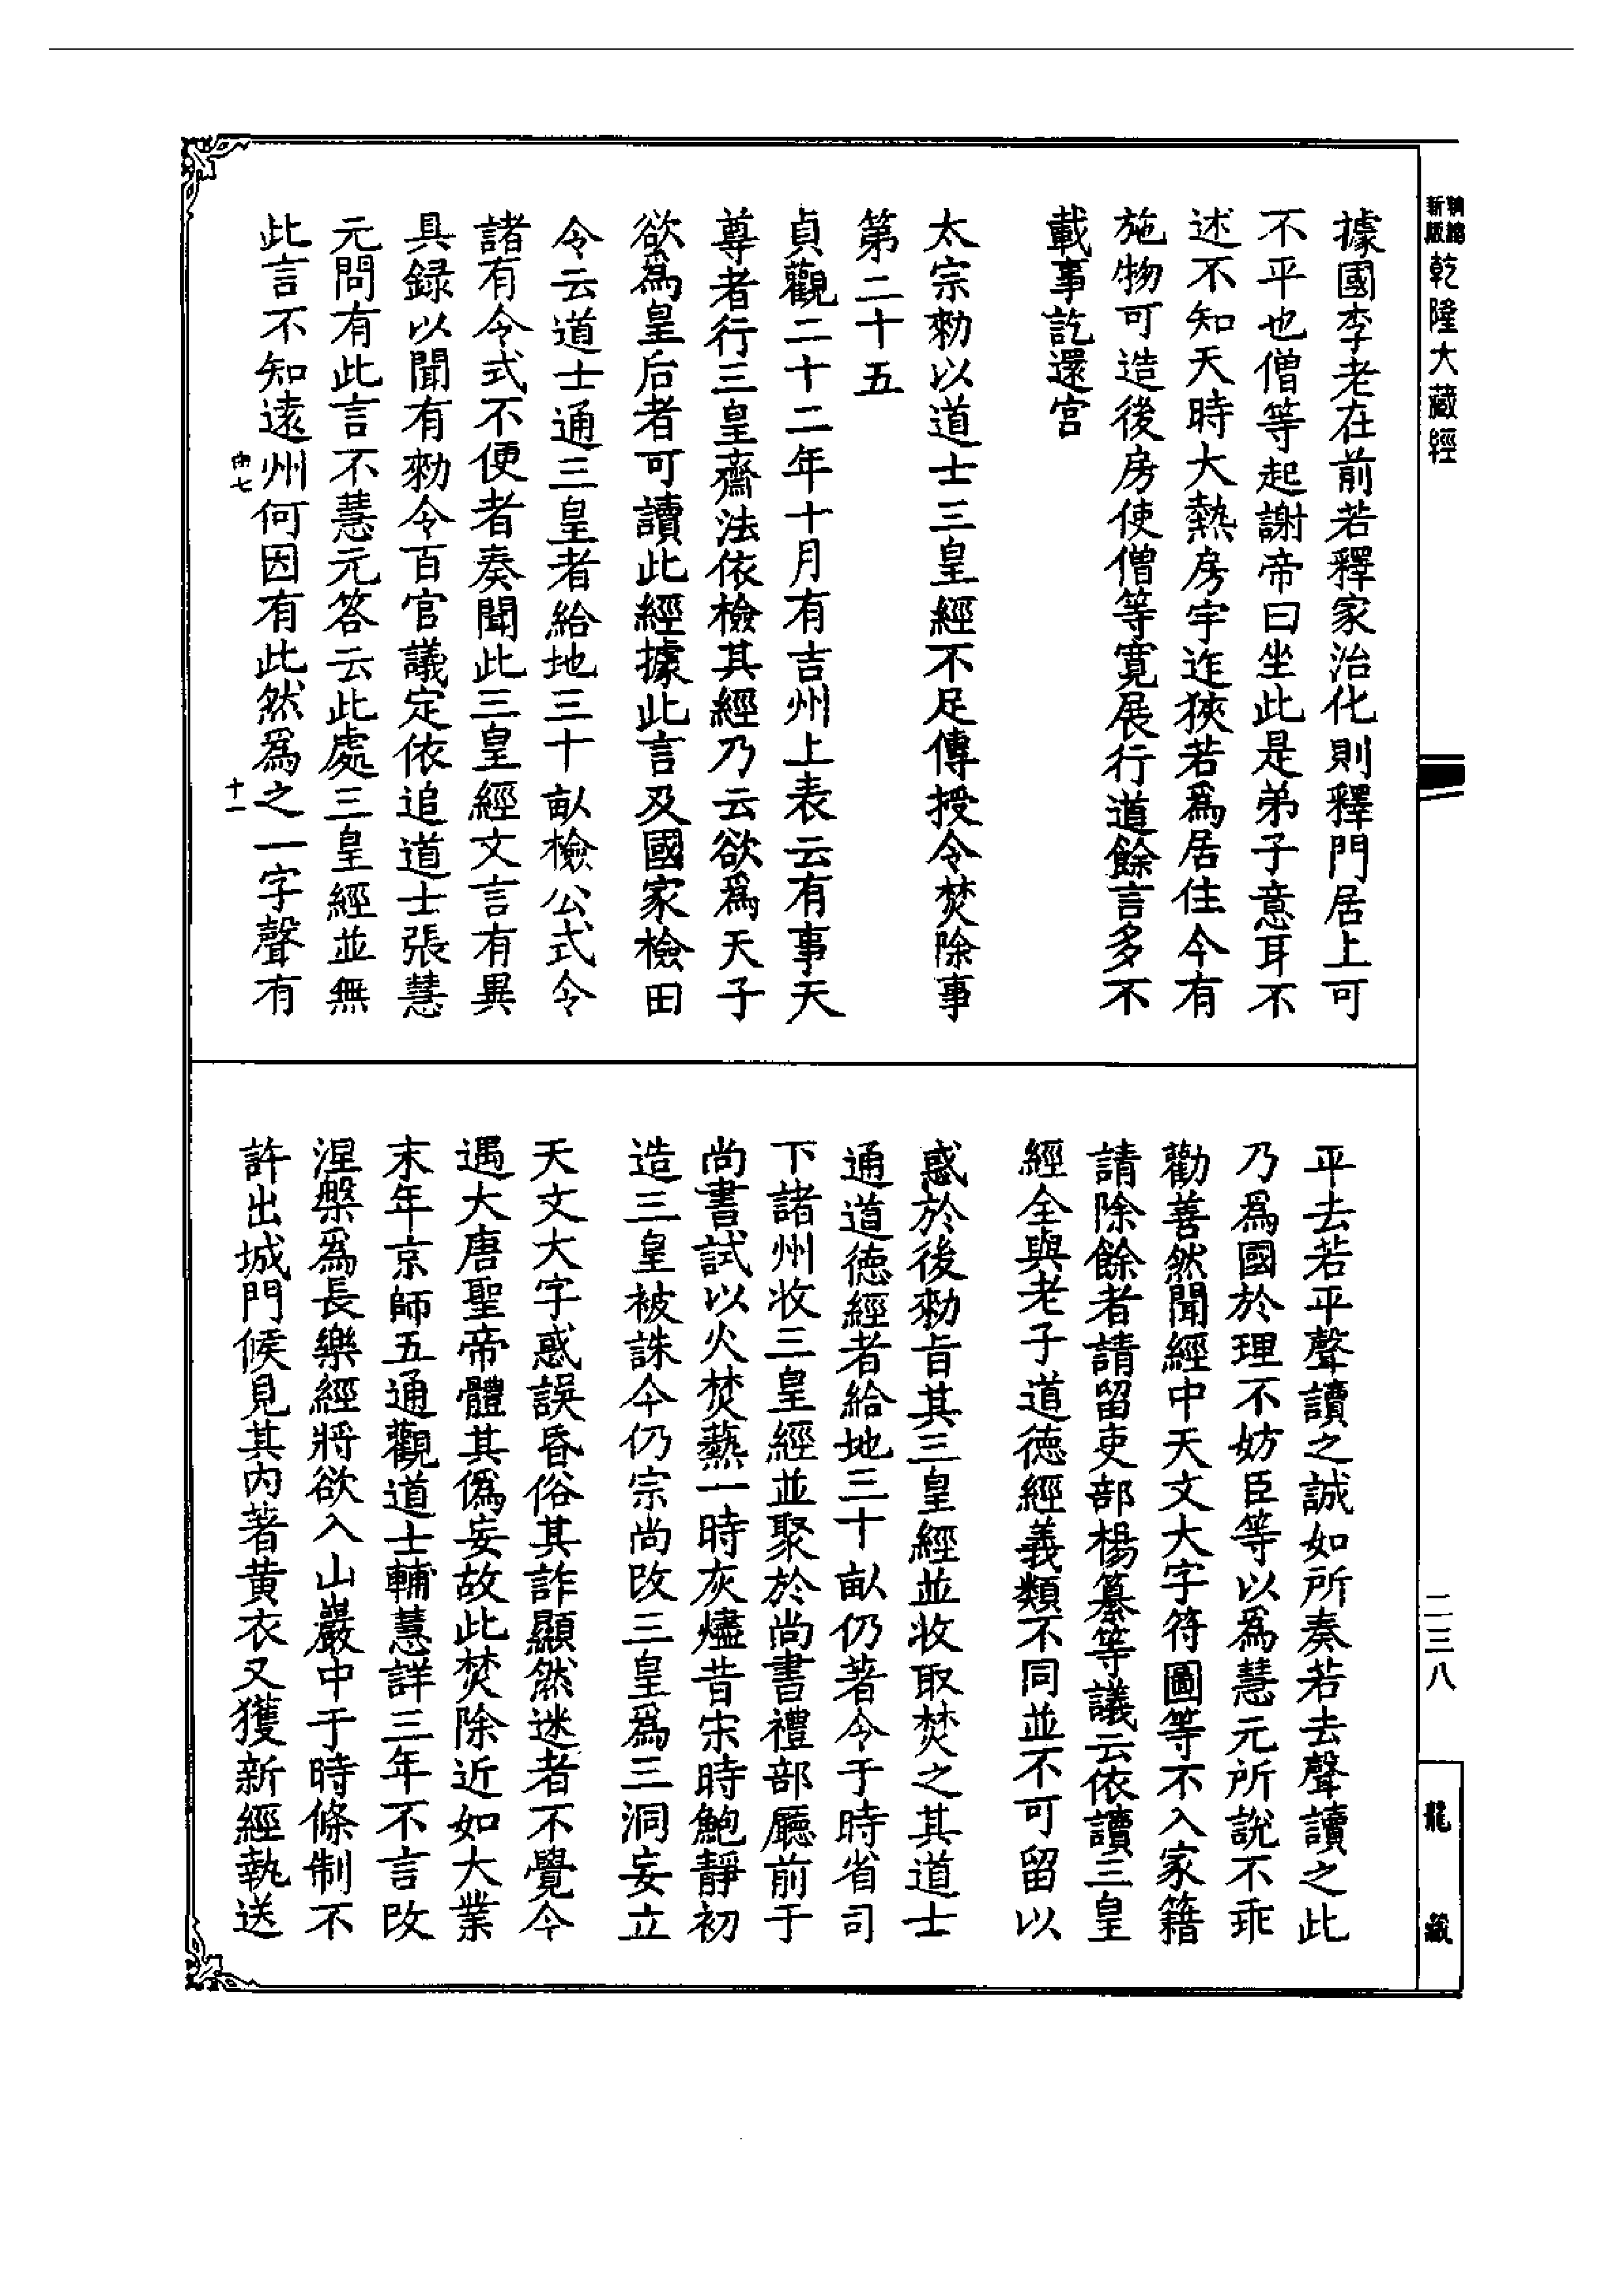 新版
乾隆大藏經
據國李老在前若釋家治化則釋門居上可
不平也僧等起謝帝曰坐此是弟子意耳不
述不知天時大熱房宇迮狹若爲居住今有
施物可造後房使僧等寬展行道餘言多不
載事訖還宮
太宗勑以道士三皇經不足傳授令焚除事
第二十五
貞觀二十二年十月有吉州上表云有事天
尊者行三皇齋法依檢其經乃云欲爲天子
欲爲皇后者可讀此經據此言及國家檢田
令云道士通三皇者給地三十畝檢公式令
諸有令式不便者奏聞此三皇經文言有異
具録以聞有勑令百官議定依追道士張慧
元問有此言不慧元答云此處三皇經並無
此言不知遠州何因有此然爲之一字聲有
十一
平去若平聲讀之誠如所奏若去聲讀之此
乃爲國於理不妨臣等以爲慧元所說不乖
勸善然聞經中天文大字符圖等不入家籍
請除餘者請留吏部楊纂等議云依讀三皇
經全與老子道德經義類不同並不可留以
惑於後勑旨其三皇經並收取焚之其道士
通道德經者給地三十畝仍著令于時省司
下諸州收三皇經並聚於尚書禮部廳前于
尚書試以火焚爇一時灰燼昔宋時鮑靜初
造三皇被誅今仍宗尚改三皇爲三洞妄立
天文大字惑誤昏俗其詐顯然迷者不覺今
遇大唐聖帝體其僞妄故此焚除近如大業
末年京師五通觀道士輔慧詳三年不言改
涅槃爲長樂經將欲入山巖中于時條制不
許出城門候見其內著黃衣又獲新經執送
二三八
龍藏